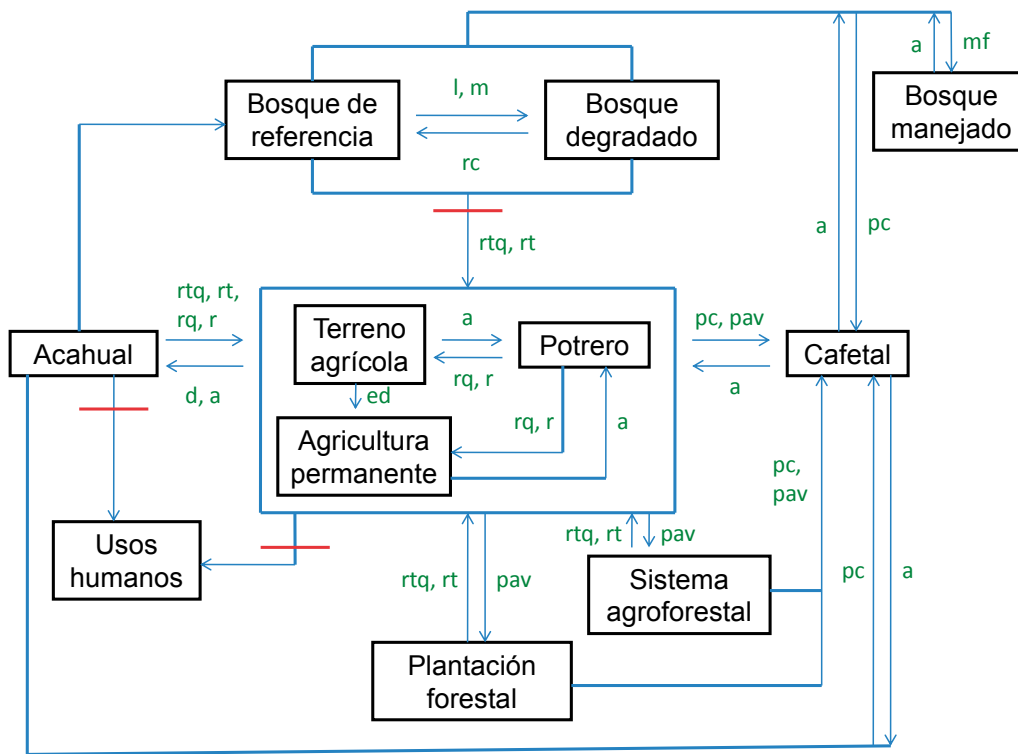 a
mf
Bosque de
referencia
l, m
rc
Bosque
degradado
Bosque
manejado
rtq, rt
a
pc
rtq, rt,
rq, r
d, a
Acahual
Terreno
agrícola
a
rq, r
Potrero
ed
rq, r
a
Agricultura
permanente
pc, pav
a
Cafetal
Usos
humanos
rtq, rt
pav
rtq, rt
pav
Sistema
agroforestal
pc,
pav
pc
a
Plantación
forestal